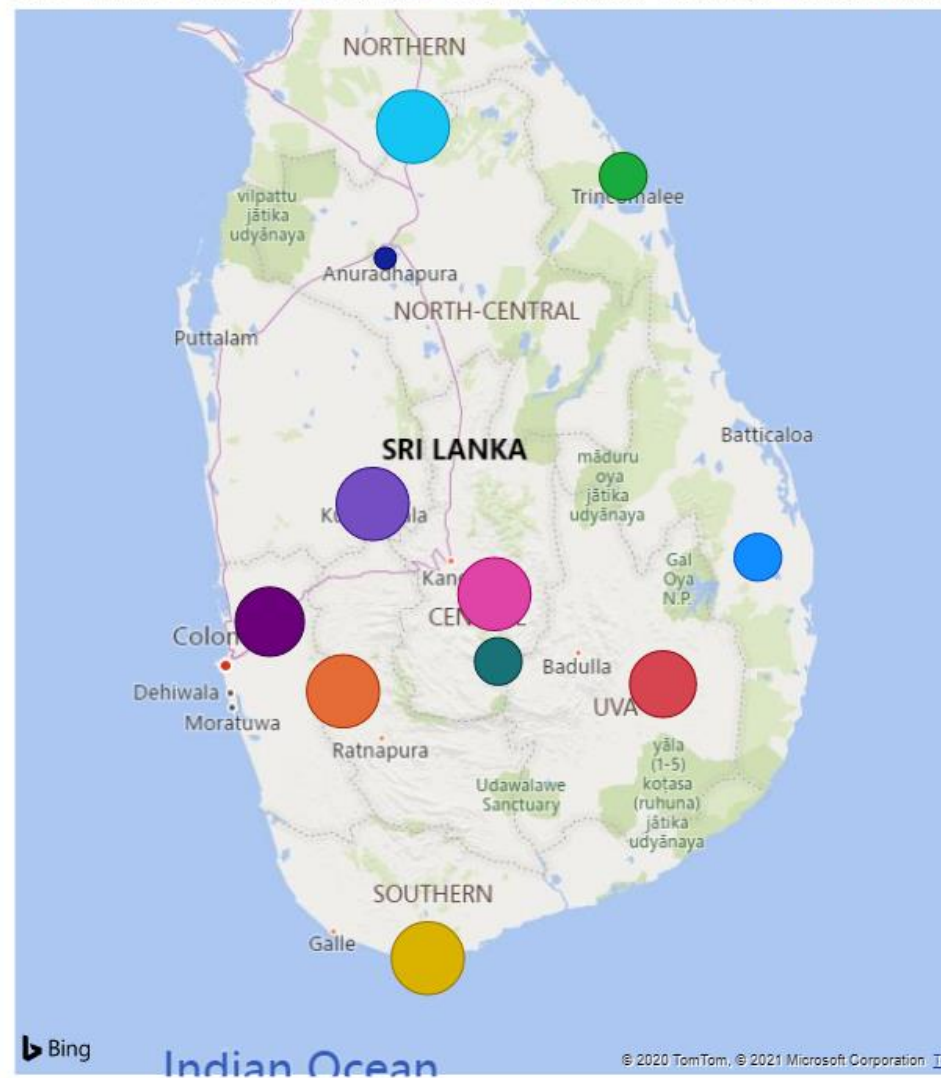 NORTHERN
vilpattu
jātika
udyānaya
Trincomalee
Anuradhapura
NORTH-CENTRAL
Puttalam
SRI LANKA
Batticaloa
māduru
oya
jātika
udyānaya
Gal
Oya
N.P.
Badulla
UVA
Dehiwala
Moratuwa
Ratnapura
yāla
(1-5)
koṭasa
(ruhuna)
jātika
udyānaya
Udawalawe
Sanctuary
SOUTHERN
Galle
Bing
Indian Ocean
© 2020 TomTom, © 2021 Microsoft Corporation